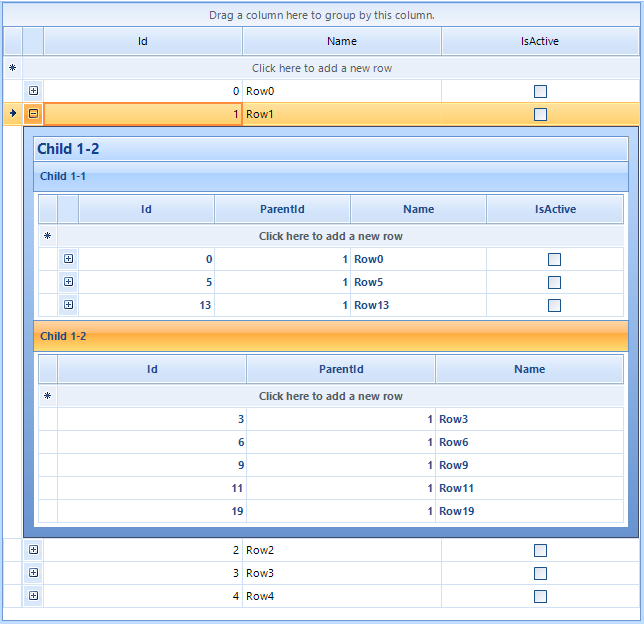 Drag a column here to group by this column.
Id Name IsActive
Click here to add a new row
0 Row0
1 Row1
Child 1-2
Child 1-1
Id ParentId Name IsActive
Click here to add a new row
0 1 Row0
5 1 Row5
13 1 Row13
Child 1-2
Id ParentId Name
Click here to add a new row
3 1 Row3
6 1 Row6
9 1 Row9
11 1 Row11
19 1 Row19
2 Row2
3 Row3
4 Row4